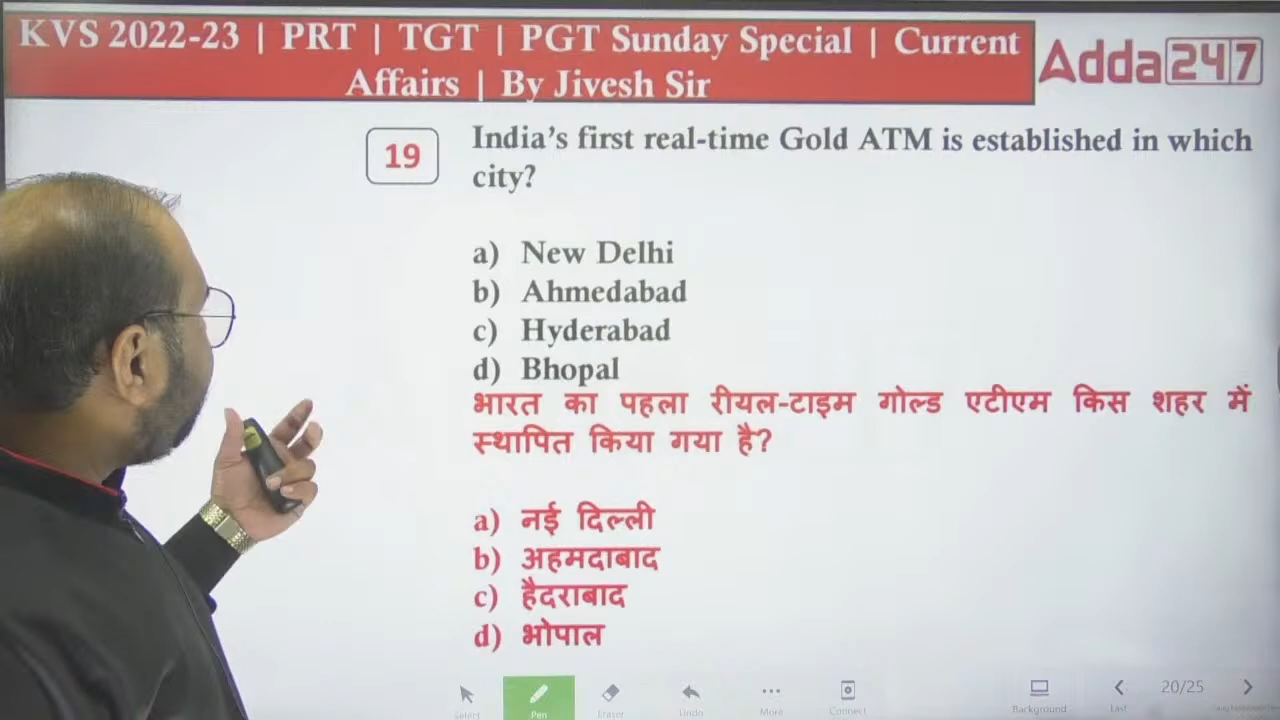 KVS 2022-23 | PRT | TGT | PGT Sunday Special | Current
Affairs | By Jivesh Sir
Adda247
19
India's first real-time Gold ATM is established in which
city?
a) New Delhi
b) Ahmedabad
c) Hyderabad
d) Bhopal
भारत का पहला रीयल-टाइम गोल्ड एटीएम किस शहर में
स्थापित किया गया है?
a) नई दिल्ली
b) अहमदाबाद
c) हैदराबाद
d) भोपाल
Select Pen Eraser Undo More Connect Background Last 20/25